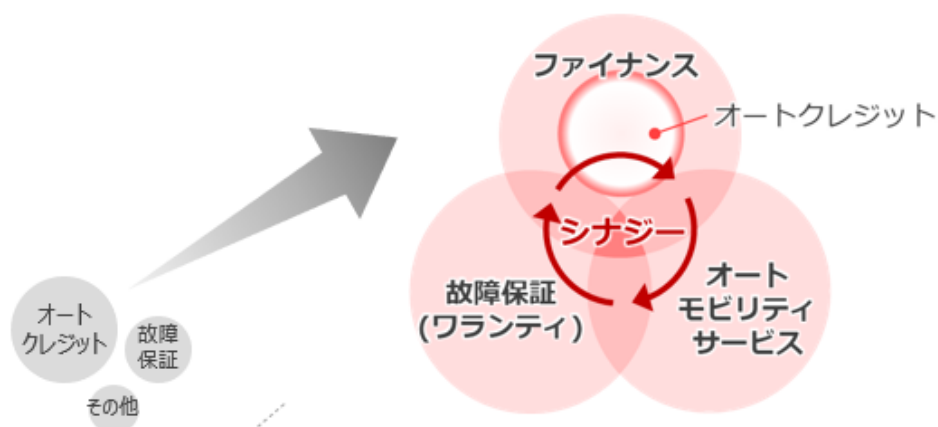 ファイナンス
オートクレジット
シナジー
故障保証
(ワランティ)
オート
モビリティ
サービス
オート
クレジット
故障
保証
その他